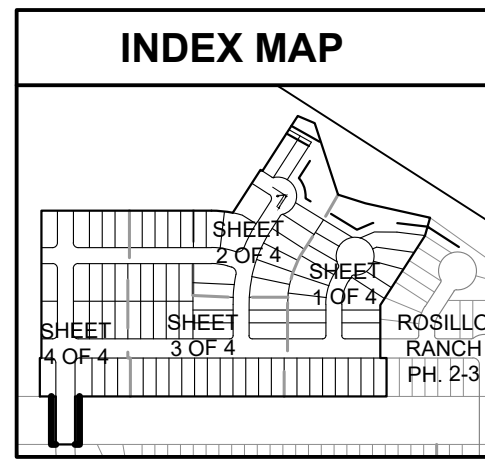 INDEX MAP
SHEET
2 OF 4
SHEET
1 OF 4
SHEET
3 OF 4
SHEET
4 OF 4
ROSILLO
RANCH
PH. 2-3